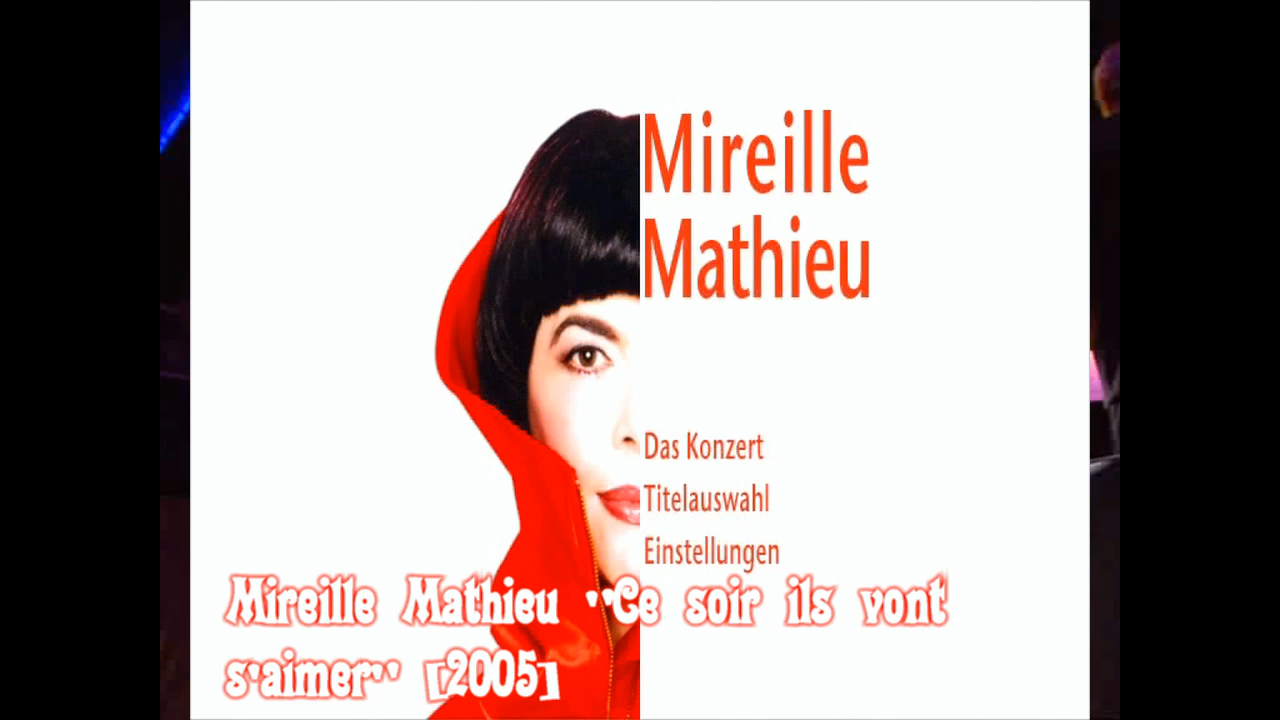 Mireille
Mathieu
Das Konzert
Titelauswahl
Einstellungen
Mireille Mathieu "Ce soir ils vont
s'aimer" [2005]